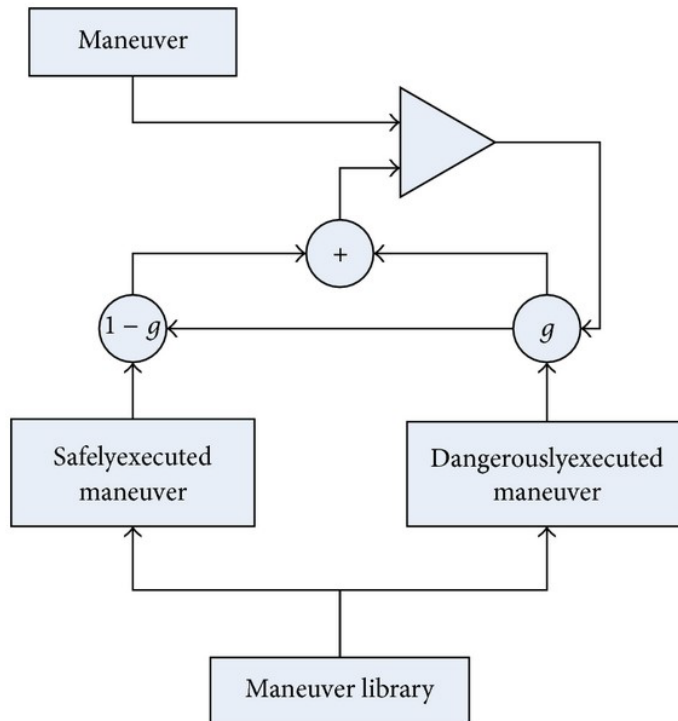 Maneuver
+
1 − g
g
Safelyexecuted
maneuver
Dangerouslyexecuted
maneuver
Maneuver library